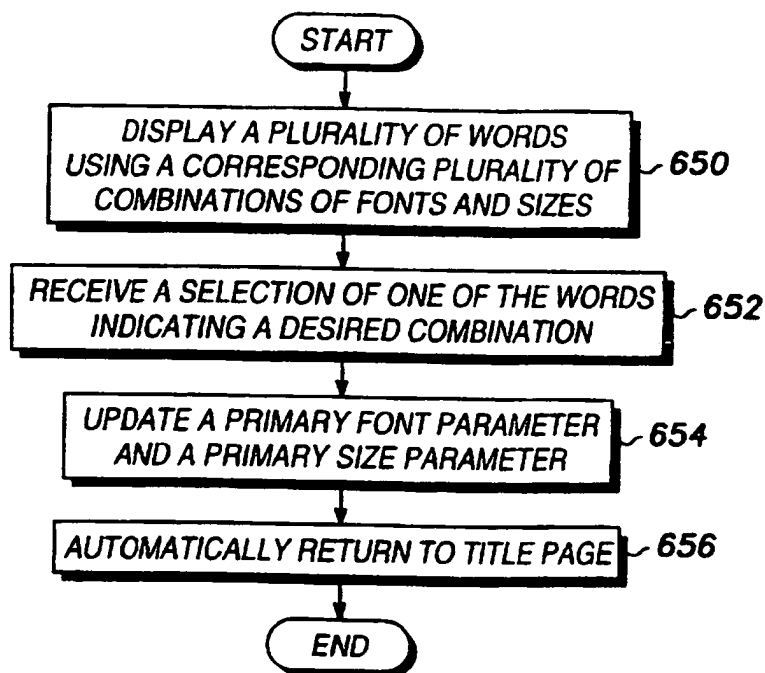 START
DISPLAY A PLURALITY OF WORDS
USING A CORRESPONDING PLURALITY OF
COMBINATIONS OF FONTS AND SIZES
650
RECEIVE A SELECTION OF ONE OF THE WORDS
INDICATING A DESIRED COMBINATION
652
UPDATE A PRIMARY FONT PARAMETER
AND A PRIMARY SIZE PARAMETER
654
AUTOMATICALLY RETURN TO TITLE PAGE
656
END